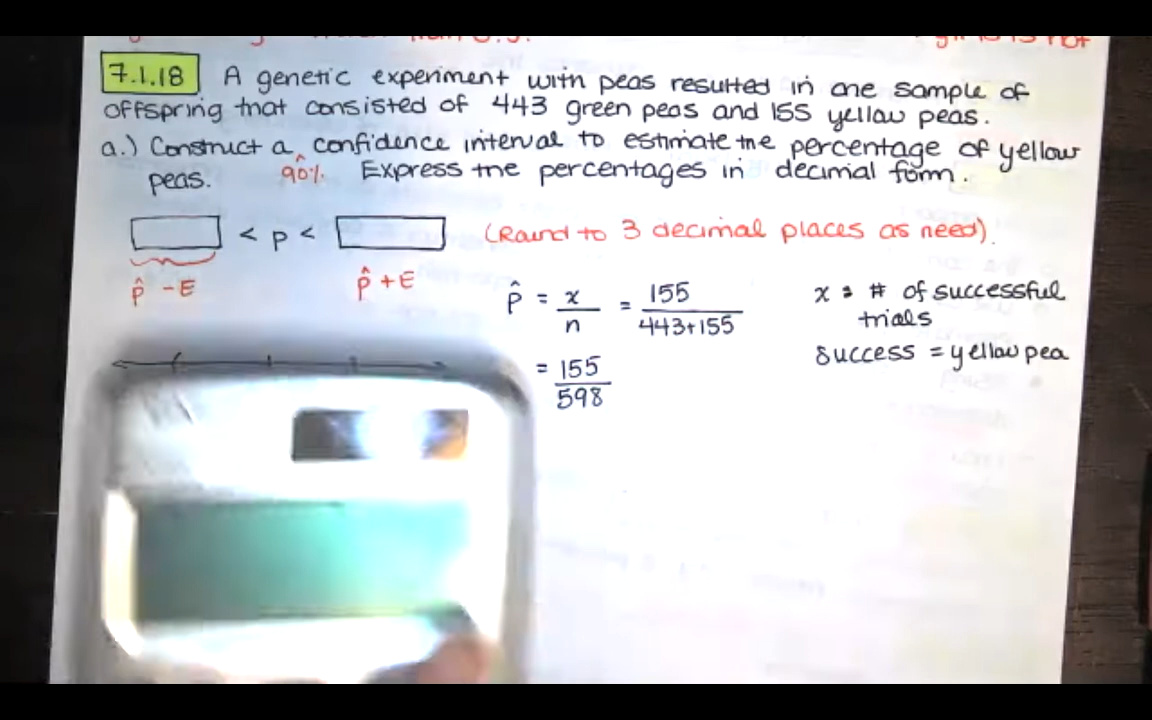 7.1.18 A genetic experiment with peas resulted in one sample of
offspring that consisted of 443 green peas and 155 yellow peas.
a.) Construct a ^ confidence interval to estimate the percentage of yellow
peas. 90% Express the percentages in decimal form.
< p < (Round to 3 decimal places as need).
p̂ - E p̂ + E
p̂ = x/n = 155/443+155
x = # of successful
trials
= 155/598
success = yellow pea